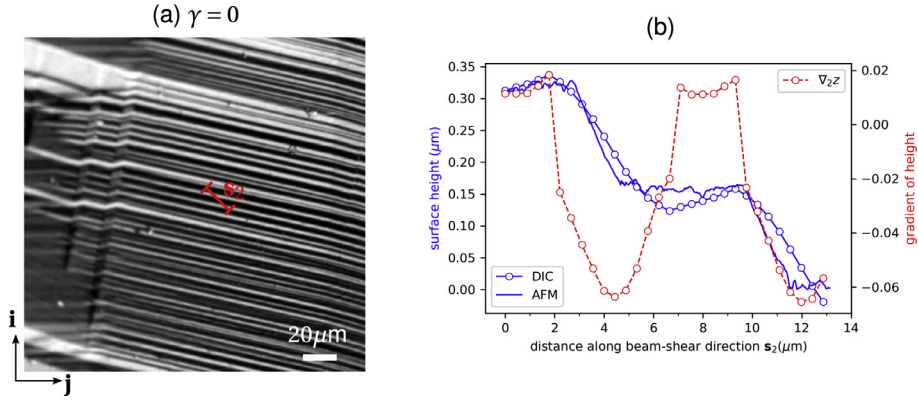 (a) γ = 0
s₂
20μm
i
j
(b)
surface height (μm)
0.35
0.30
0.25
0.20
0.15
0.10
0.05
0.00
DIC
AFM
∇₂z
0.02
0.00
−0.02
−0.04
−0.06
gradient of height
0 2 4 6 8 10 12 14
distance along beam-shear direction s₂(μm)